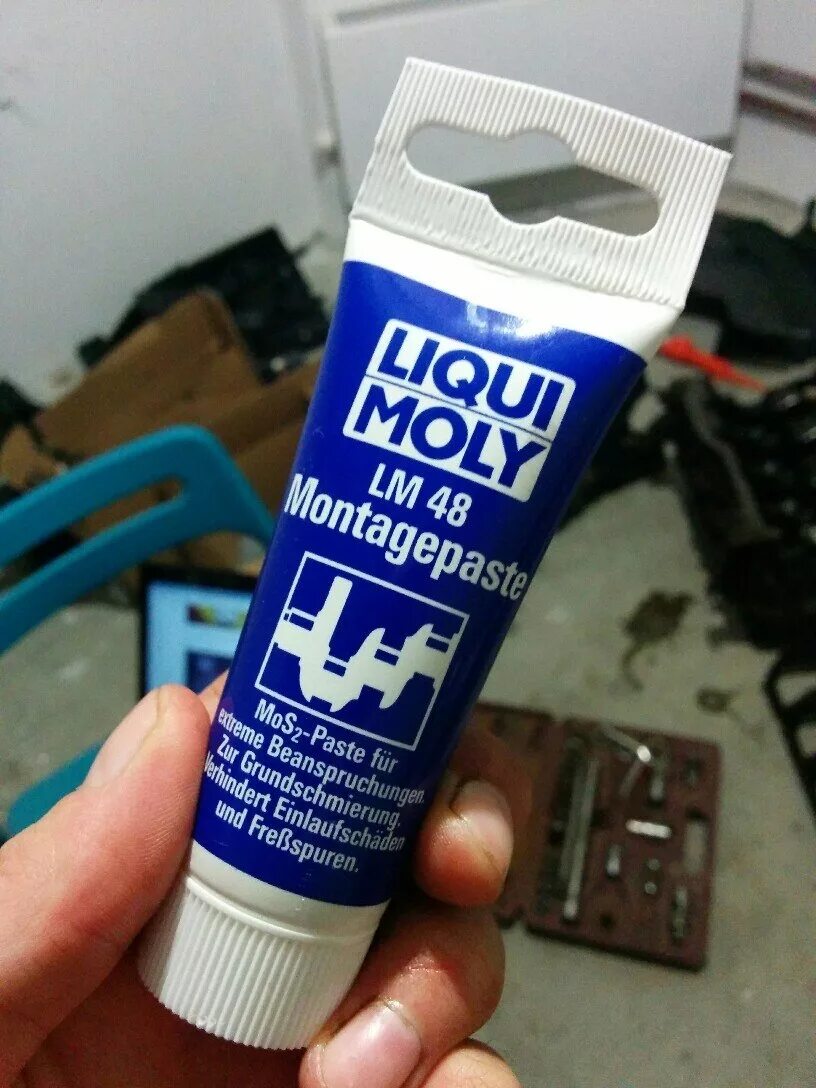 LIQUI
MOLY
LM 48
Montagepaste
MoS₂-Paste für
extreme Beanspruchungen.
Zur Grundschmierung.
Verhindert Einlaufschäden
und Freßspuren.